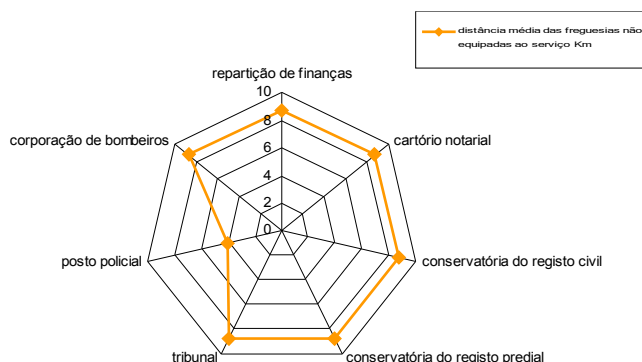 distância média das freguesias não
equipadas ao serviço Km
repartição de finanças
10
corporação de bombeiros
cartório notarial
8
6
4
2
0
posto policial
conservatória do registo civil
tribunal
conservatória do registo predial